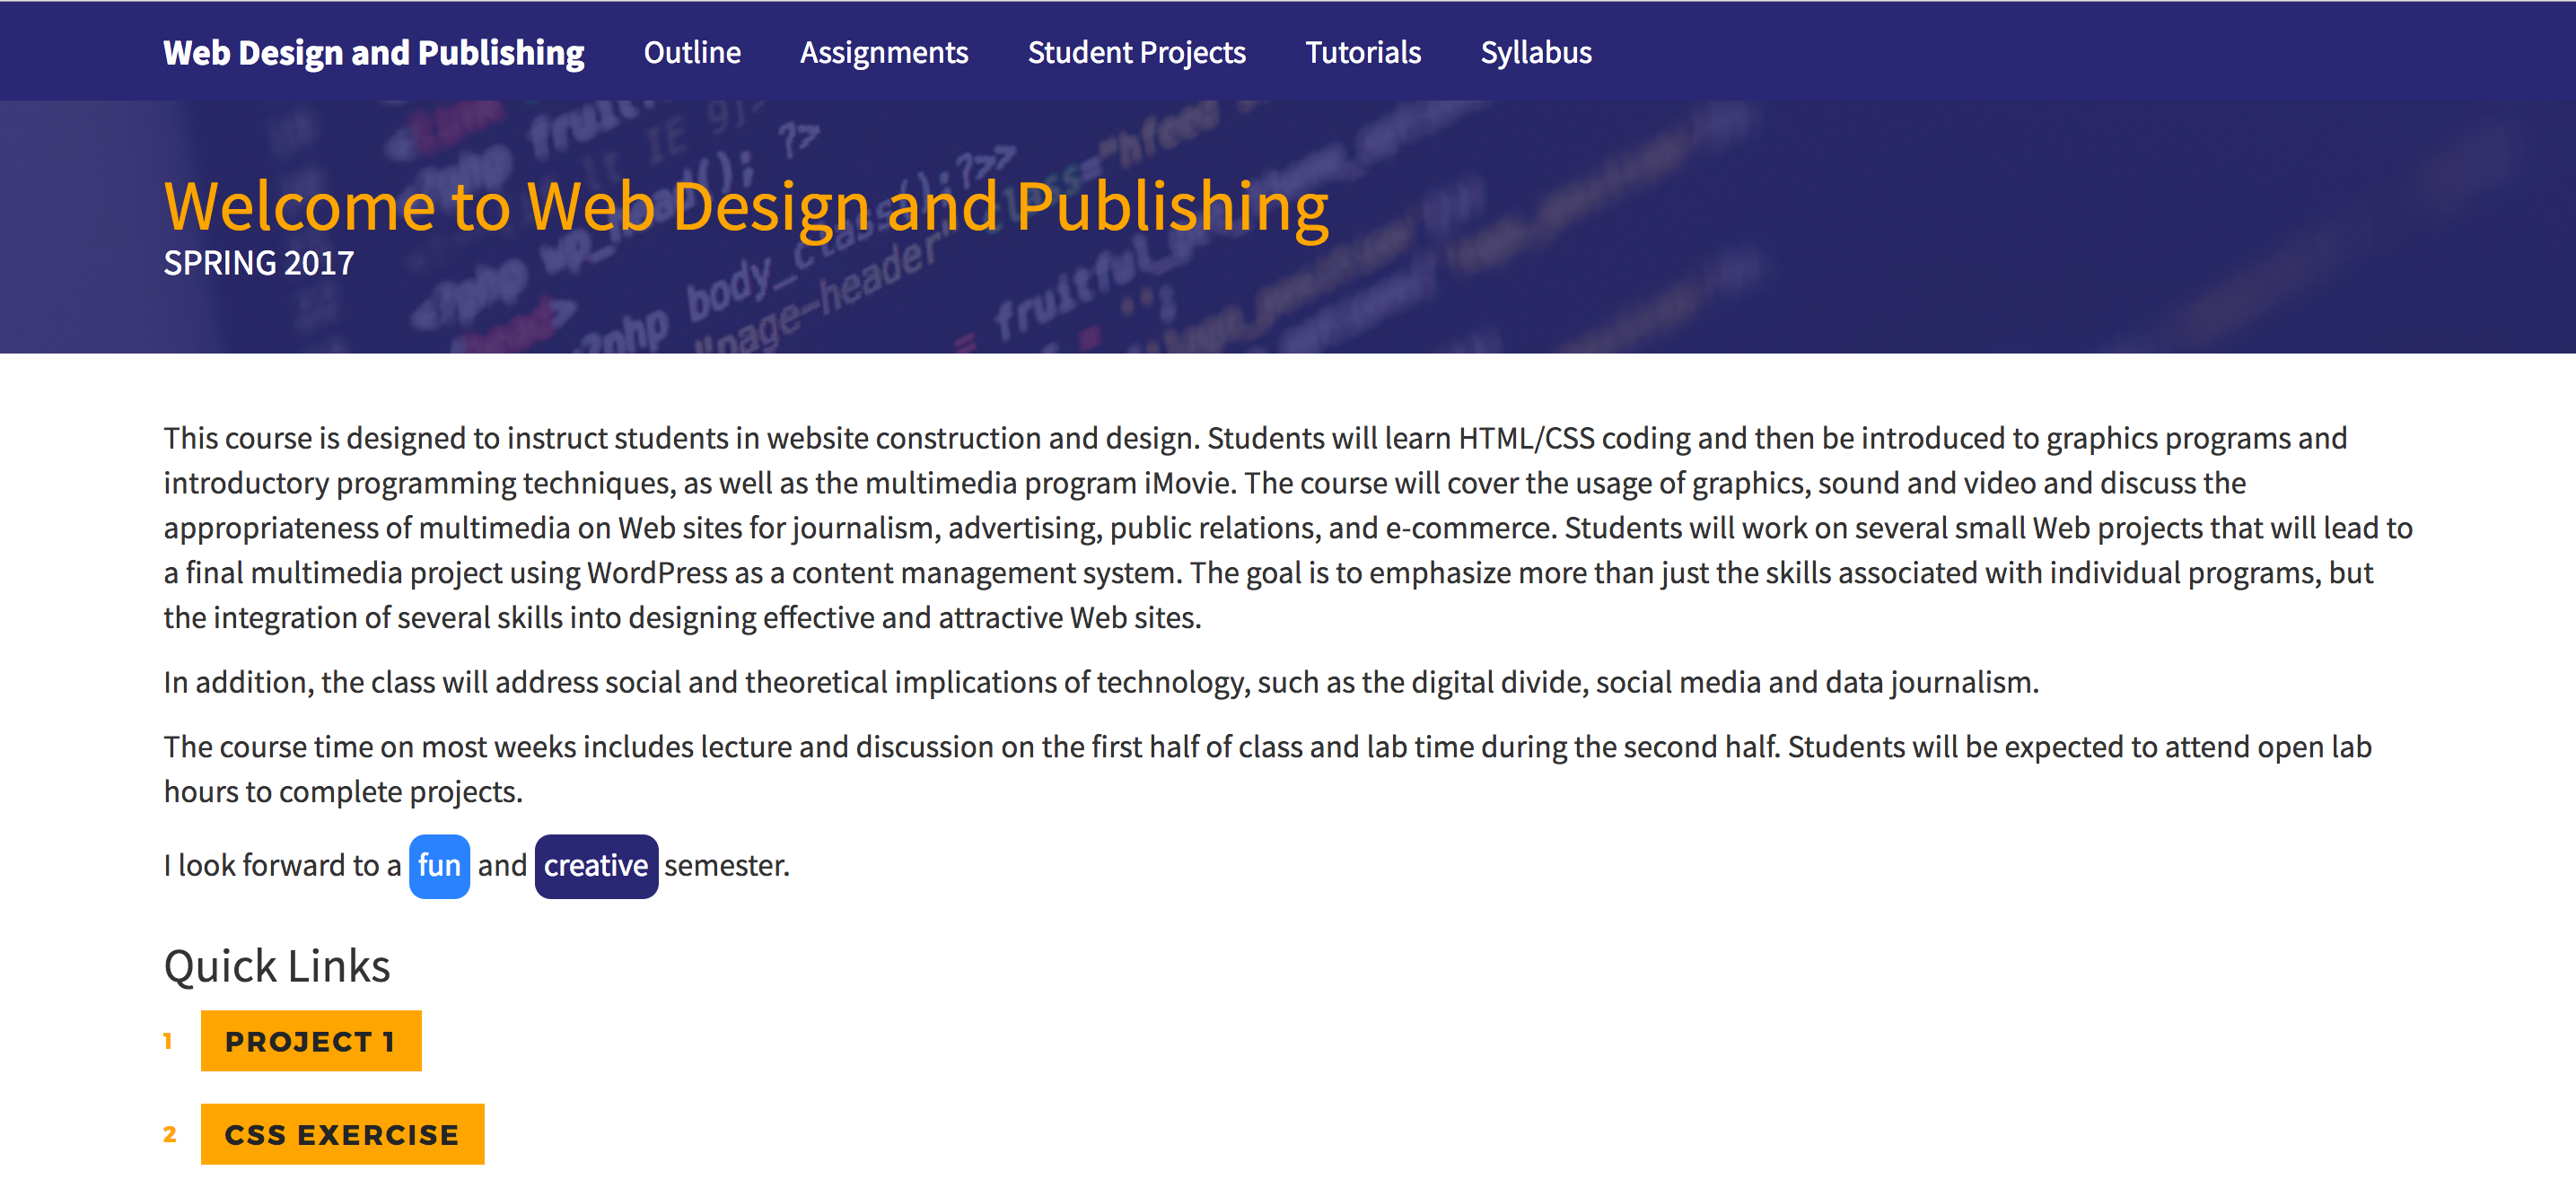 Web Design and Publishing Outline Assignments Student Projects Tutorials Syllabus
Welcome to Web Design and Publishing
SPRING 2017
This course is designed to instruct students in website construction and design. Students will learn HTML/CSS coding and then be introduced to graphics programs and
introductory programming techniques, as well as the multimedia program iMovie. The course will cover the usage of graphics, sound and video and discuss the
appropriateness of multimedia on Web sites for journalism, advertising, public relations, and e-commerce. Students will work on several small Web projects that will lead to
a final multimedia project using WordPress as a content management system. The goal is to emphasize more than just the skills associated with individual programs, but
the integration of several skills into designing effective and attractive Web sites.
In addition, the class will address social and theoretical implications of technology, such as the digital divide, social media and data journalism.
The course time on most weeks includes lecture and discussion on the first half of class and lab time during the second half. Students will be expected to attend open lab
hours to complete projects.
I look forward to a fun and creative semester.
Quick Links
1 PROJECT 1
2 CSS EXERCISE